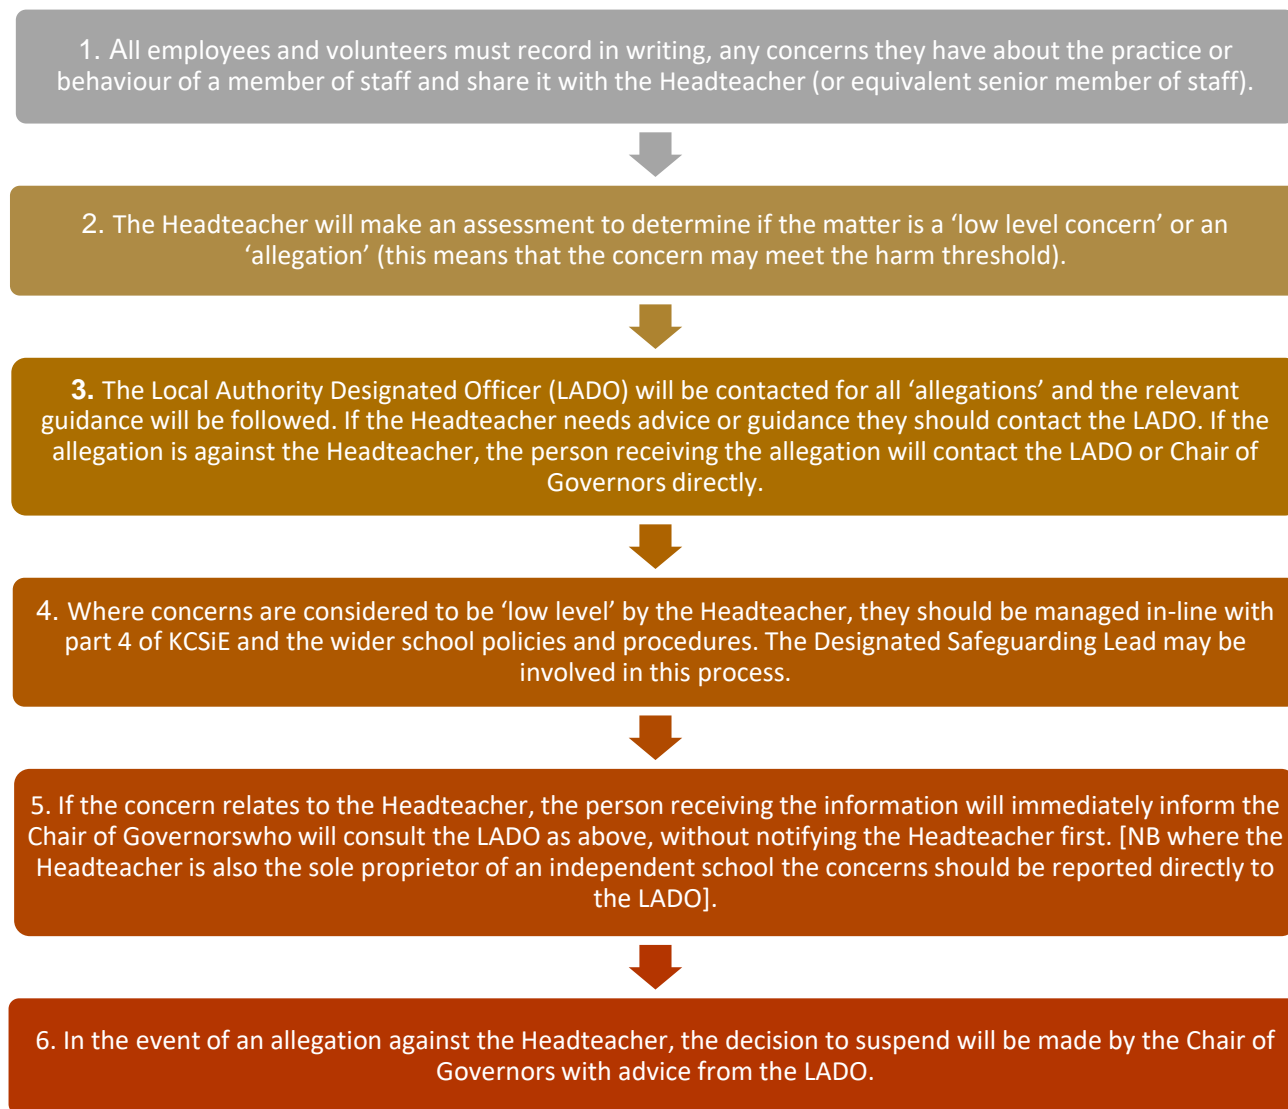 1. All employees and volunteers must record in writing, any concerns they have about the practice or
behaviour of a member of staff and share it with the Headteacher (or equivalent senior member of staff).
2. The Headteacher will make an assessment to determine if the matter is a ‘low level concern’ or an
‘allegation’ (this means that the concern may meet the harm threshold).
3. The Local Authority Designated Officer (LADO) will be contacted for all ‘allegations’ and the relevant
guidance will be followed. If the Headteacher needs advice or guidance they should contact the LADO. If the
allegation is against the Headteacher, the person receiving the allegation will contact the LADO or Chair of
Governors directly.
4. Where concerns are considered to be ‘low level’ by the Headteacher, they should be managed in-line with
part 4 of KCSiE and the wider school policies and procedures. The Designated Safeguarding Lead may be
involved in this process.
5. If the concern relates to the Headteacher, the person receiving the information will immediately inform the
Chair of Governorswho will consult the LADO as above, without notifying the Headteacher first. [NB where the
Headteacher is also the sole proprietor of an independent school the concerns should be reported directly to
the LADO].
6. In the event of an allegation against the Headteacher, the decision to suspend will be made by the Chair of
Governors with advice from the LADO.